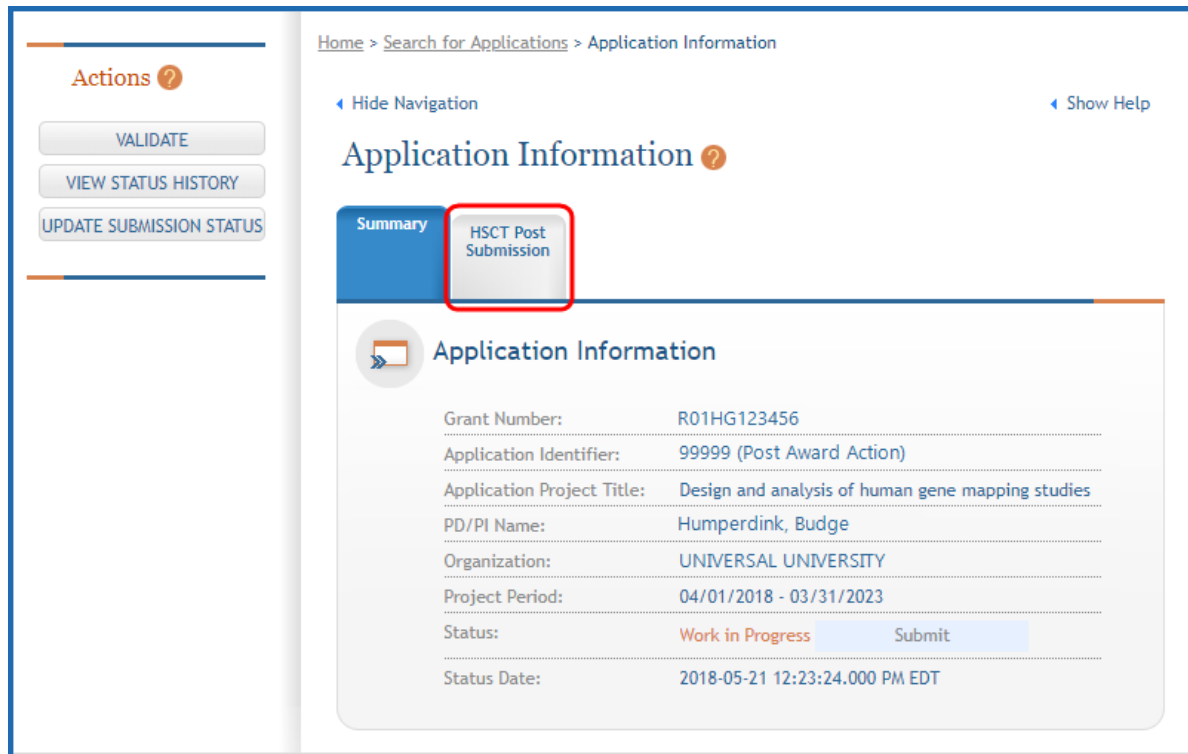 Home > Search for Applications > Application Information
Actions ?
Hide Navigation
Show Help
VALIDATE
VIEW STATUS HISTORY
UPDATE SUBMISSION STATUS
Application Information ?
Summary
HSCT Post
Submission
Application Information
Grant Number: R01HG123456
Application Identifier: 99999 (Post Award Action)
Application Project Title: Design and analysis of human gene mapping studies
PD/PI Name: Humperdink, Budge
Organization: UNIVERSAL UNIVERSITY
Project Period: 04/01/2018 - 03/31/2023
Status: Work in Progress Submit
Status Date: 2018-05-21 12:23:24.000 PM EDT